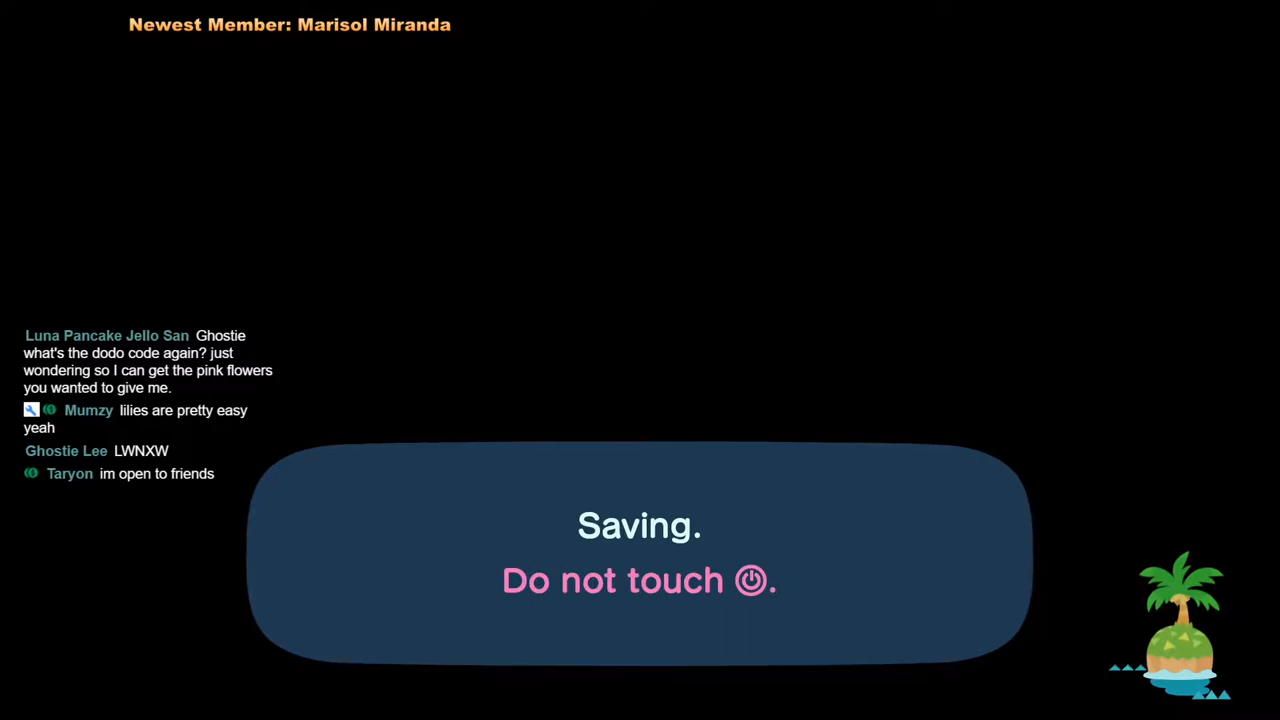 Newest Member: Marisol Miranda
Luna Pancake Jello San Ghostie
what's the dodo code again? just
wondering so I can get the pink flowers
you wanted to give me.
Mumzy lilies are pretty easy
yeah
Ghostie Lee LWNXW
Taryon im open to friends
Saving.
Do not touch ⏻.